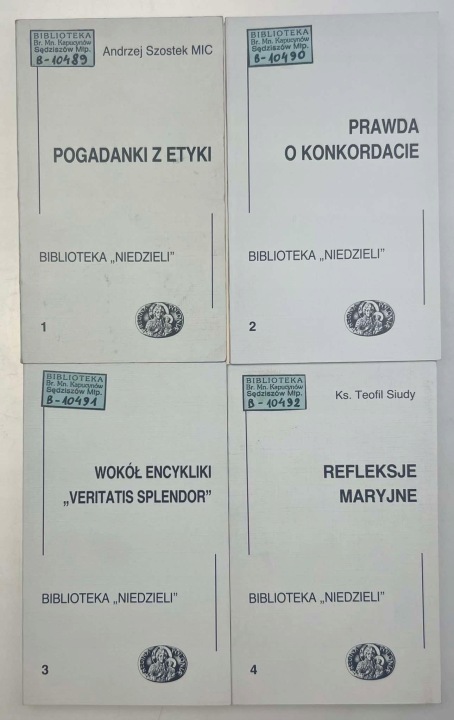 BIBLIOTEKA
Br. Mn. Kapucynów
Sędziszów Młp.
B-10489
Andrzej Szostek MIC
POGADANKI Z ETYKI
BIBLIOTEKA „NIEDZIELI”
1
BIBLIOTEKA
Br. Mn. Kapucynów
Sędziszów Młp.
B-10490
PRAWDA
O KONKORDACIE
BIBLIOTEKA „NIEDZIELI”
2
BIBLIOTEKA
Br. Mn. Kapucynów
Sędziszów Młp.
B-10491
WOKÓŁ ENCYKLIKI
„VERITATIS SPLENDOR”
BIBLIOTEKA „NIEDZIELI”
3
BIBLIOTEKA
Br. Mn. Kapucynów
Sędziszów Młp.
B-10492
Ks. Teofil Siudy
REFLEKSJE
MARYJNE
BIBLIOTEKA „NIEDZIELI”
4